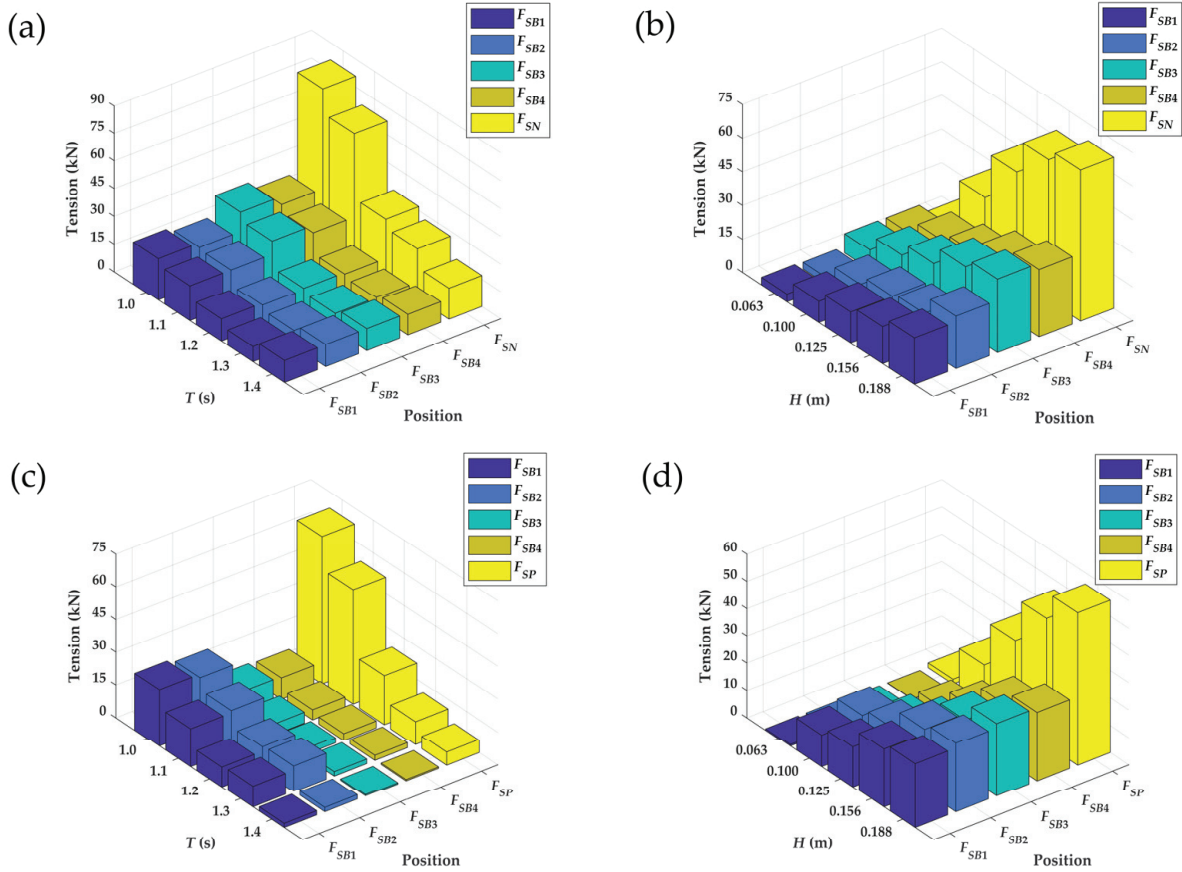 (a)
F_SB1
F_SB2
F_SB3
F_SB4
F_SN
90
75
60
45
30
15
0
Tension (kN)
1.0
1.1
1.2
1.3
1.4
T (s)
F_SB1
F_SB2
F_SB3
F_SB4
F_SN
Position
(b)
F_SB1
F_SB2
F_SB3
F_SB4
F_SN
75
60
45
30
15
0
Tension (kN)
0.063
0.100
0.125
0.156
0.188
H (m)
F_SB1
F_SB2
F_SB3
F_SB4
F_SN
Position
(c)
F_SB1
F_SB2
F_SB3
F_SB4
F_SP
75
60
45
30
15
0
Tension (kN)
1.0
1.1
1.2
1.3
1.4
T (s)
F_SB1
F_SB2
F_SB3
F_SB4
F_SP
Position
(d)
F_SB1
F_SB2
F_SB3
F_SB4
F_SP
60
50
40
30
20
10
0
Tension (kN)
0.063
0.100
0.125
0.156
0.188
H (m)
F_SB1
F_SB2
F_SB3
F_SB4
F_SP
Position